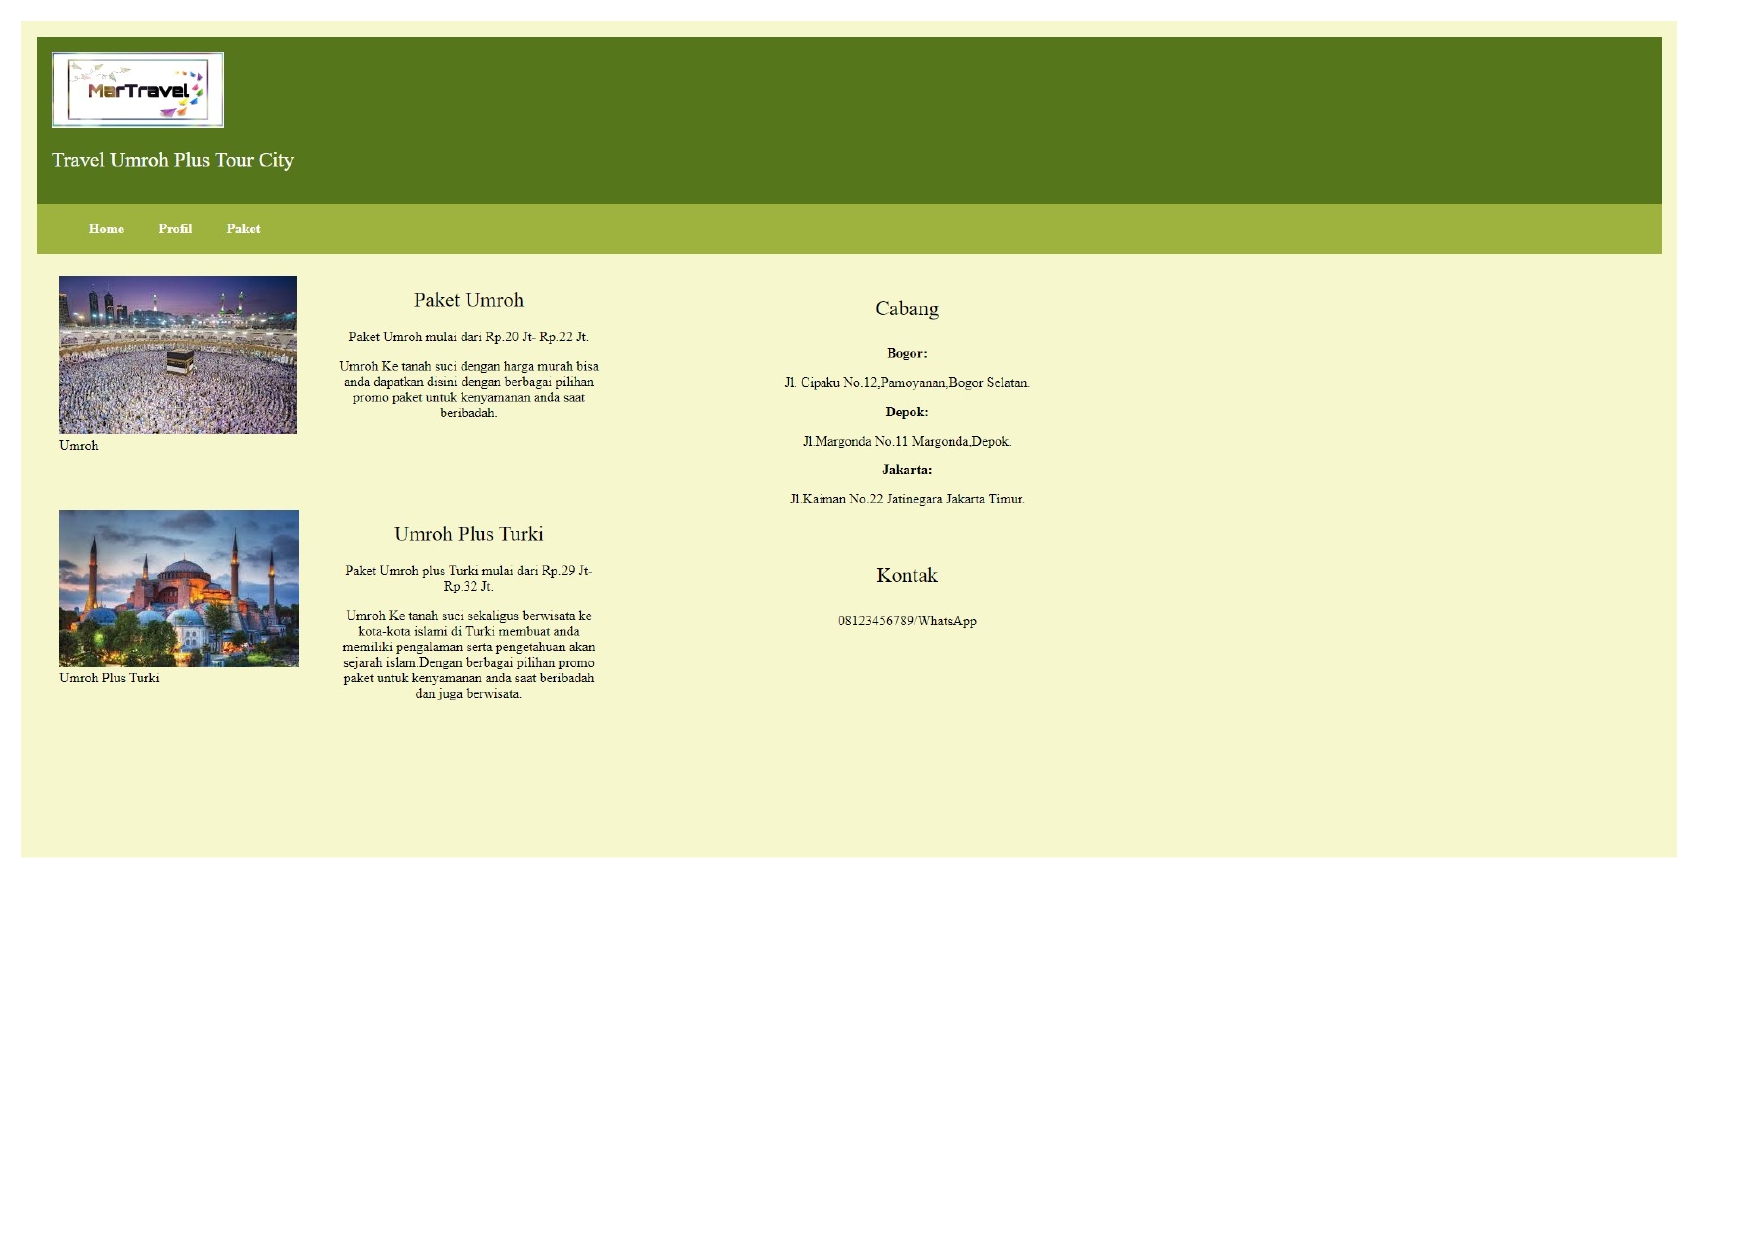 MarTravel
Travel Umroh Plus Tour City
Home Profil Paket
Umroh
Paket Umroh
Paket Umroh mulai dari Rp.20 Jt- Rp.22 Jt.
Umroh Ke tanah suci dengan harga murah bisa
anda dapatkan disini dengan berbagai pilihan
promo paket untuk kenyamanan anda saat
beribadah.
Umroh Plus Turki
Umroh Plus Turki
Paket Umroh plus Turki mulai dari Rp.29 Jt-
Rp.32 Jt.
Umroh Ke tanah suci sekaligus berwisata ke
kota-kota islami di Turki membuat anda
memiliki pengalaman serta pengetahuan akan
sejarah islam.Dengan berbagai pilihan promo
paket untuk kenyamanan anda saat beribadah
dan juga berwisata.
Cabang
Bogor:
Jl. Cipaku No.12,Pamoyanan,Bogor Selatan.
Depok:
Jl.Margonda No.11 Margonda,Depok.
Jakarta:
Jl.Kaiman No.22 Jatinegara Jakarta Timur.
Kontak
08123456789/WhatsApp